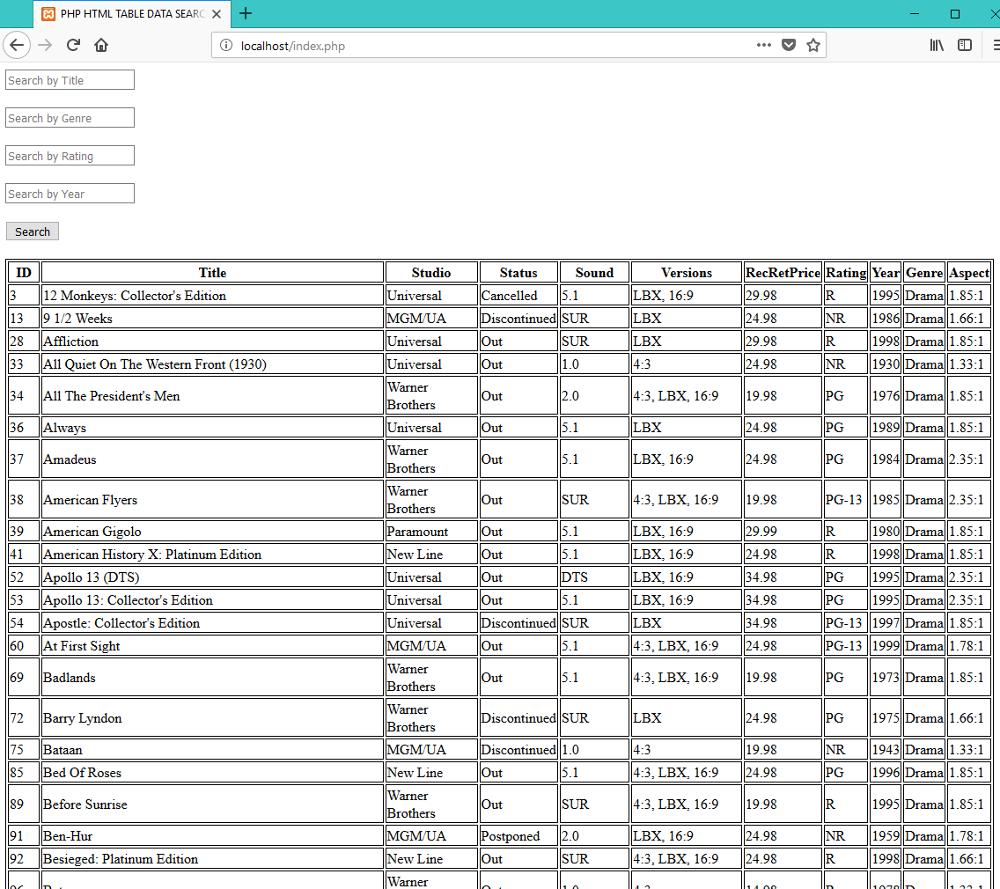 PHP HTML TABLE DATA SEARC
localhost/index.php
Search by Title
Search by Genre
Search by Rating
Search by Year
Search
ID Title Studio Status Sound Versions RecRetPrice Rating Year Genre Aspect
3 12 Monkeys: Collector's Edition Universal Cancelled 5.1 LBX, 16:9 29.98 R 1995 Drama 1.85:1
13 9 1/2 Weeks MGM/UA Discontinued SUR LBX 24.98 NR 1986 Drama 1.66:1
28 Affliction Universal Out SUR LBX 29.98 R 1998 Drama 1.85:1
33 All Quiet On The Western Front (1930) Universal Out 1.0 4:3 24.98 NR 1930 Drama 1.33:1
34 All The President's Men Warner Brothers Out 2.0 4:3, LBX, 16:9 19.98 PG 1976 Drama 1.85:1
36 Always Universal Out 5.1 LBX 24.98 PG 1989 Drama 1.85:1
37 Amadeus Warner Brothers Out 5.1 LBX, 16:9 24.98 PG 1984 Drama 2.35:1
38 American Flyers Warner Brothers Out SUR 4:3, LBX, 16:9 19.98 PG-13 1985 Drama 2.35:1
39 American Gigolo Paramount Out 5.1 LBX, 16:9 29.99 R 1980 Drama 1.85:1
41 American History X: Platinum Edition New Line Out 5.1 LBX, 16:9 24.98 R 1998 Drama 1.85:1
52 Apollo 13 (DTS) Universal Out DTS LBX, 16:9 34.98 PG 1995 Drama 2.35:1
53 Apollo 13: Collector's Edition Universal Out 5.1 LBX, 16:9 34.98 PG 1995 Drama 2.35:1
54 Apostle: Collector's Edition Universal Discontinued SUR LBX 34.98 PG-13 1997 Drama 1.85:1
60 At First Sight MGM/UA Out 5.1 4:3, LBX, 16:9 24.98 PG-13 1999 Drama 1.78:1
69 Badlands Warner Brothers Out 5.1 4:3, LBX, 16:9 19.98 PG 1973 Drama 1.85:1
72 Barry Lyndon Warner Brothers Discontinued SUR LBX 24.98 PG 1975 Drama 1.66:1
75 Bataan MGM/UA Discontinued 1.0 4:3 19.98 NR 1943 Drama 1.33:1
85 Bed Of Roses New Line Out 5.1 4:3, LBX, 16:9 24.98 PG 1996 Drama 1.85:1
89 Before Sunrise Warner Brothers Out SUR 4:3, LBX, 16:9 19.98 R 1995 Drama 1.85:1
91 Ben-Hur MGM/UA Postponed 2.0 LBX, 16:9 24.98 NR 1959 Drama 1.78:1
92 Besieged: Platinum Edition New Line Out SUR 4:3, LBX, 16:9 24.98 R 1998 Drama 1.66:1
Warner